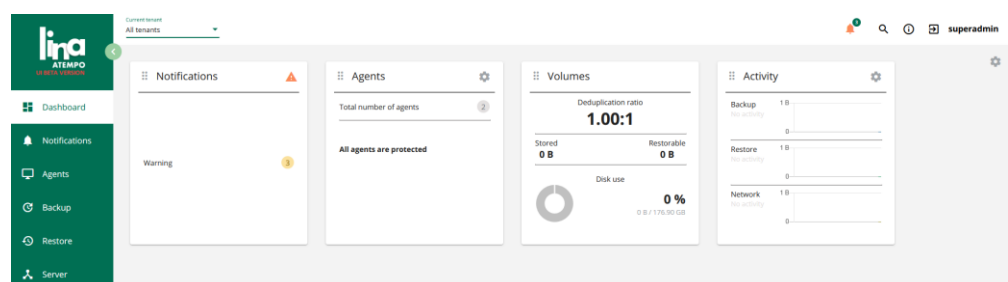 lina
ATEMPO
UI BETA VERSION
Current tenant
All tenants
3
superadmin
Dashboard
Notifications
Agents
Backup
Restore
Server
Notifications
Warning
3
Agents
Total number of agents
2
All agents are protected
Volumes
Deduplication ratio
1.00:1
Stored
Restorable
0 B
0 B
Disk use
0 %
0 B / 176.90 GB
Activity
Backup
No activity
1 B
0
Restore
No activity
1 B
0
Network
No activity
1 B
0